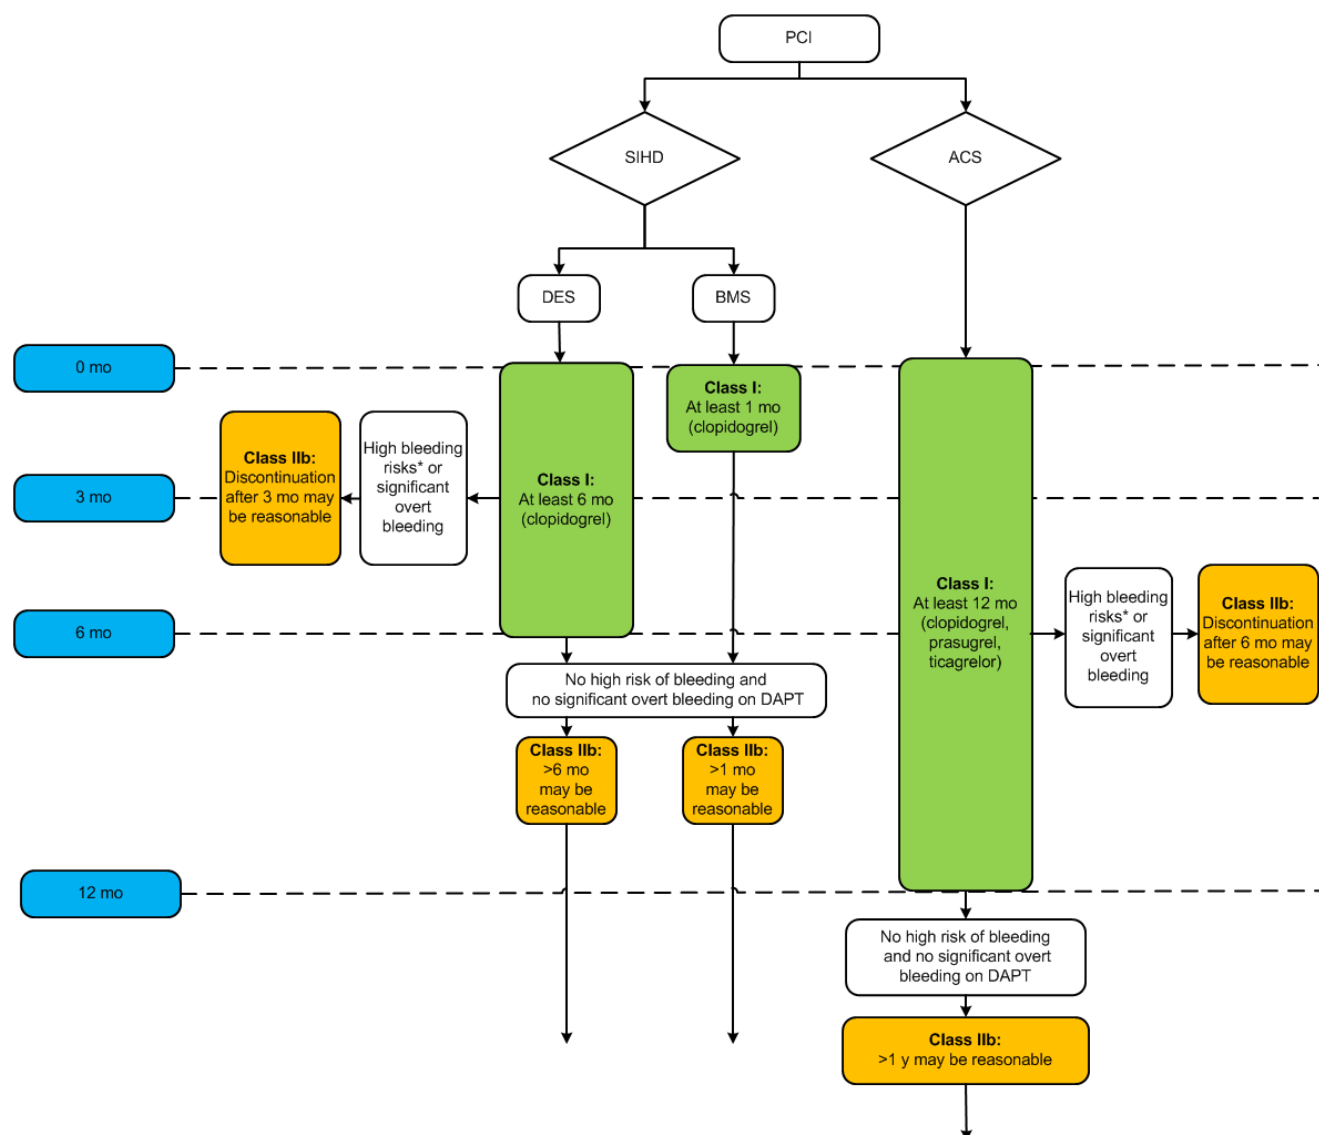 PCI
SIHD
ACS
DES
BMS
0 mo
Class I:
At least 1 mo
(clopidogrel)
Class IIb:
Discontinuation
after 3 mo may
be reasonable
High bleeding
risks* or
significant
overt
bleeding
Class I:
At least 6 mo
(clopidogrel)
3 mo
Class I:
At least 12 mo
(clopidogrel,
prasugrel,
ticagrelor)
High bleeding
risks* or
significant
overt
bleeding
Class IIb:
Discontinuation
after 6 mo may
be reasonable
6 mo
No high risk of bleeding and
no significant overt bleeding on DAPT
Class IIb:
>6 mo
may be
reasonable
Class IIb:
>1 mo
may be
reasonable
12 mo
No high risk of bleeding
and no significant overt
bleeding on DAPT
Class IIb:
>1 y may be reasonable